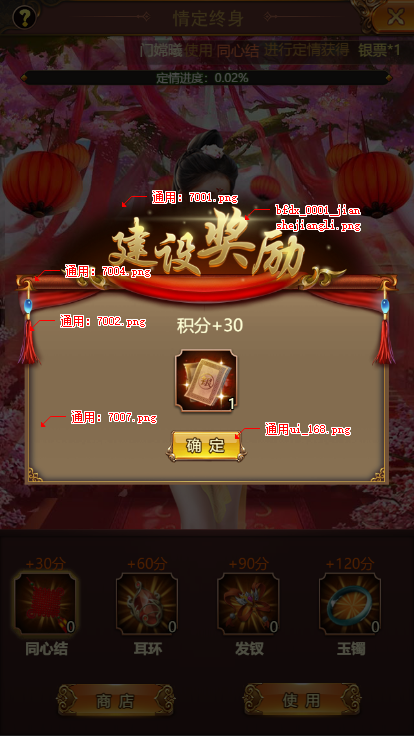 ?
情定终身
门嫦曦使用 同心结 进行定情获得 银票*1
定情进度：0.02%
通用：7001.png
bfdx_0001_jian
shejiangli.png
建设奖励
通用：7004.png
通用：7002.png
积分+30
1
通用：7007.png
通用ui_168.png
确 定
+30分 +60分 +90分 +120分
0 0 0 0
同心结 耳环 发钗 玉镯
商 店 使 用